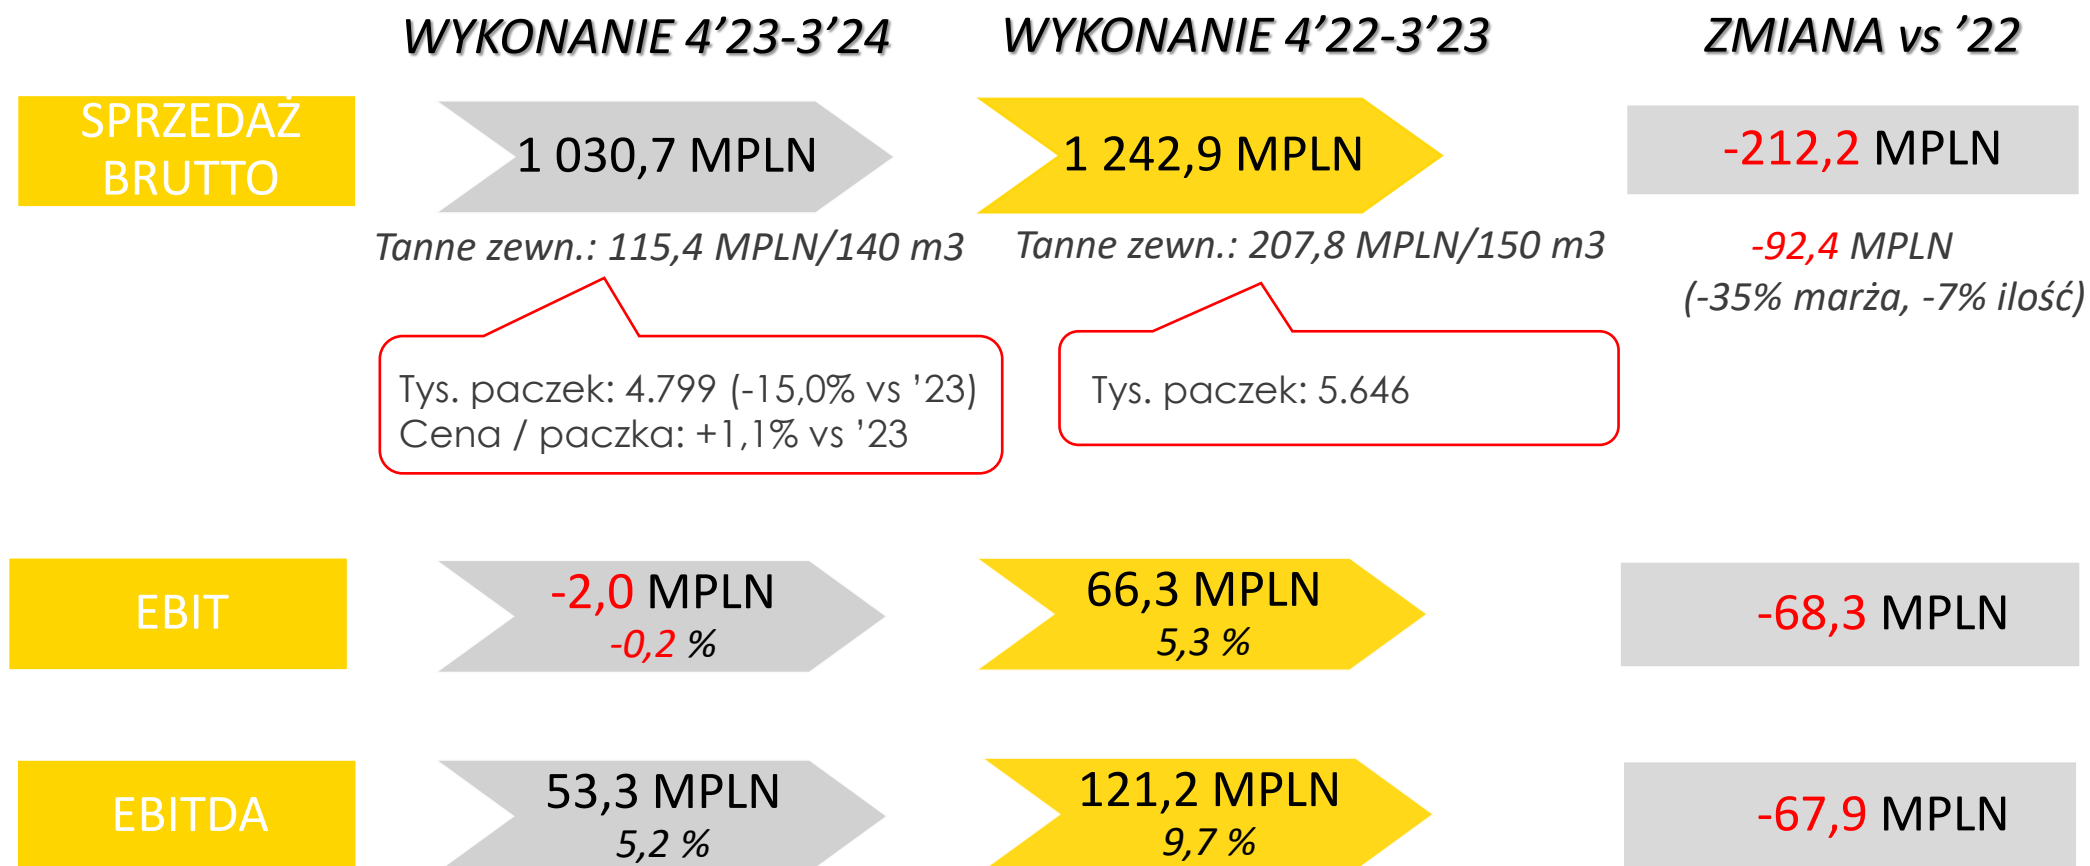 WYKONANIE 4’23-3’24
WYKONANIE 4’22-3’23
ZMIANA vs ’22
SPRZEDAŻ
BRUTTO
1 030,7 MPLN
1 242,9 MPLN
-212,2 MPLN
Tanne zewn.: 115,4 MPLN/140 m3
Tanne zewn.: 207,8 MPLN/150 m3
-92,4 MPLN
(-35% marża, -7% ilość)
Tys. paczek: 4.799 (-15,0% vs ’23)
Cena / paczka: +1,1% vs ’23
Tys. paczek: 5.646
EBIT
-2,0 MPLN
-0,2 %
66,3 MPLN
5,3 %
-68,3 MPLN
EBITDA
53,3 MPLN
5,2 %
121,2 MPLN
9,7 %
-67,9 MPLN